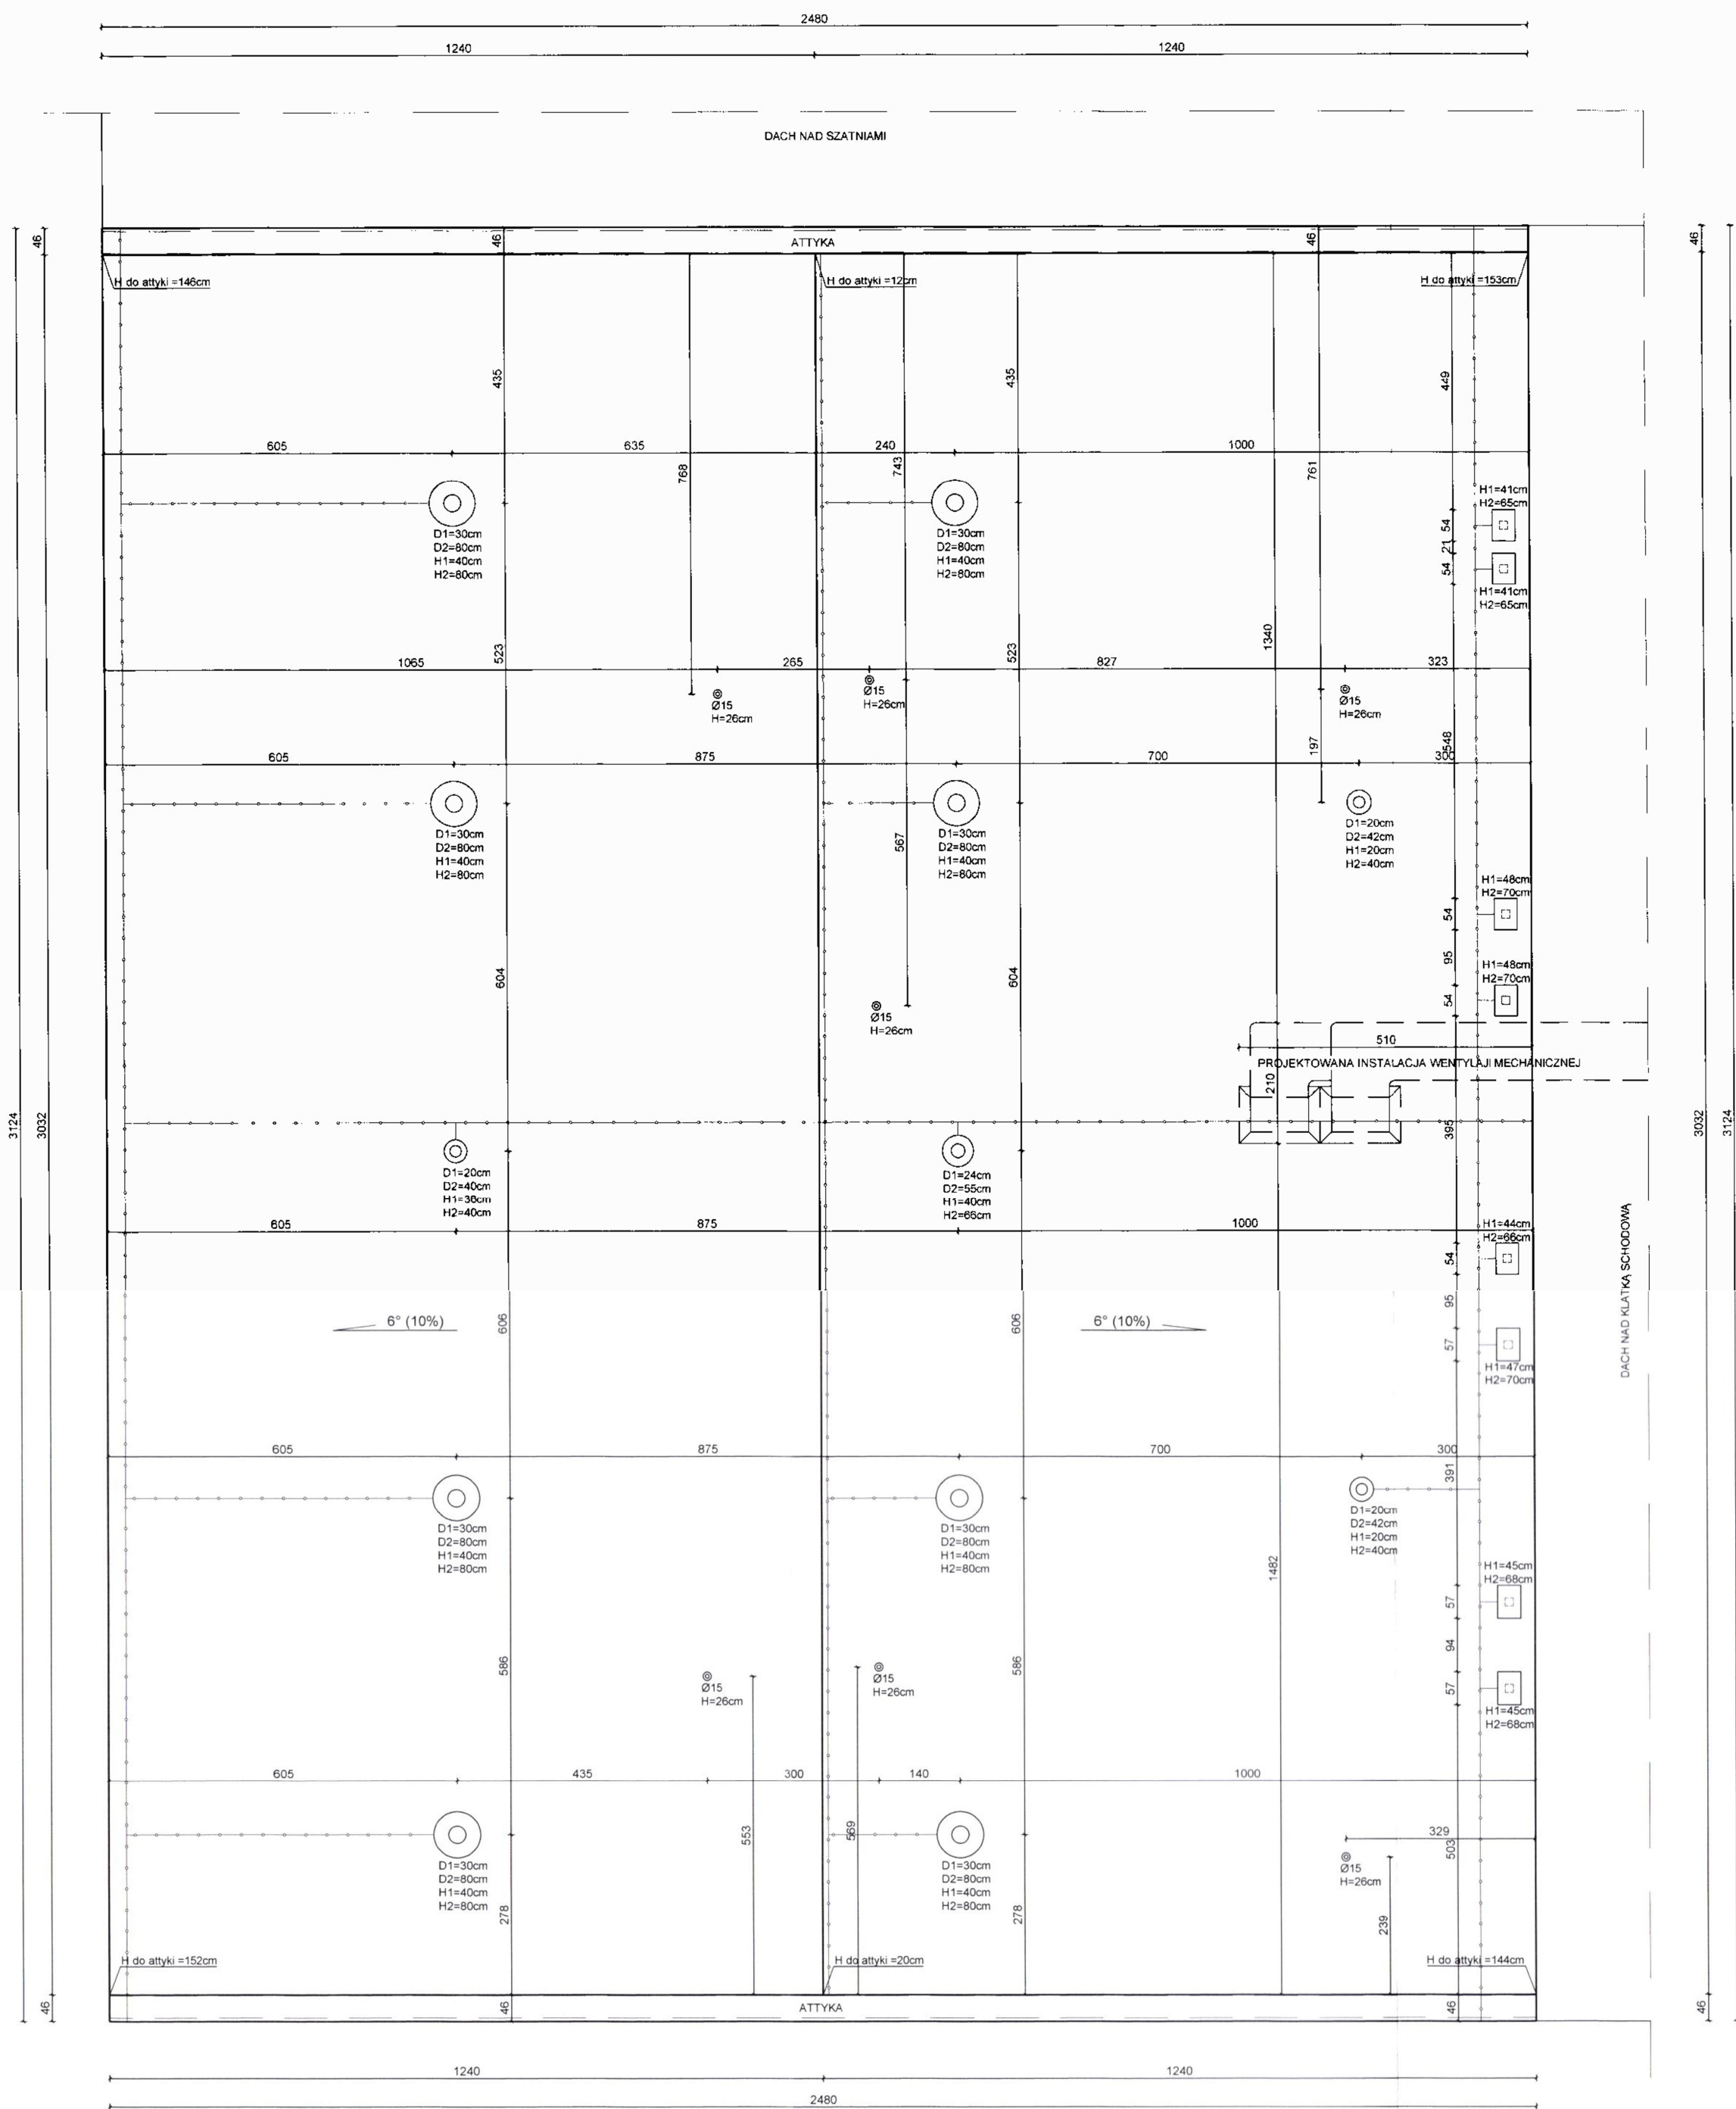 2480
1240
1240
DACH NAD SZATNIAMI
46
46
ATTYKA
46
46
H do attyki =146cm
H do attyki =12cm
H do attyki =153cm
435
435
449
605
635
240
1000
768
743
761
H1=41cm
H2=65cm
54
21
54
H1=41cm
H2=65cm
D1=30cm
D2=80cm
H1=40cm
H2=80cm
D1=30cm
D2=80cm
H1=40cm
H2=80cm
1340
523
523
1065
265
827
323
Ø15
H=26cm
Ø15
H=26cm
Ø15
H=26cm
197
548
605
875
700
300
D1=30cm
D2=80cm
H1=40cm
H2=80cm
D1=30cm
D2=80cm
H1=40cm
H2=80cm
D1=20cm
D2=42cm
H1=20cm
H2=40cm
567
H1=48cm
H2=70cm
54
95
H1=48cm
H2=70cm
54
604
604
Ø15
H=26cm
510
PROJEKTOWANA INSTALACJA WENTYLAJI MECHANICZNEJ
210
395
3124
3032
3032
3124
D1=20cm
D2=40cm
H1=36cm
H2=40cm
D1=24cm
D2=55cm
H1=40cm
H2=66cm
605
875
1000
H1=44cm
H2=66cm
54
95
57
H1=47cm
H2=70cm
DACH NAD KLATKĄ SCHODOWĄ
6° (10%)
606
606
6° (10%)
605
875
700
300
391
D1=30cm
D2=80cm
H1=40cm
H2=80cm
D1=30cm
D2=80cm
H1=40cm
H2=80cm
D1=20cm
D2=42cm
H1=20cm
H2=40cm
1482
H1=45cm
H2=68cm
57
94
57
H1=45cm
H2=68cm
586
586
Ø15
H=26cm
Ø15
H=26cm
605
435
300
140
1000
553
569
329
503
Ø15
H=26cm
D1=30cm
D2=80cm
H1=40cm
H2=80cm
D1=30cm
D2=80cm
H1=40cm
H2=80cm
278
278
239
H do attyki =152cm
H do attyki =20cm
H do attyki =144cm
46
46
ATTYKA
46
46
1240
1240
2480